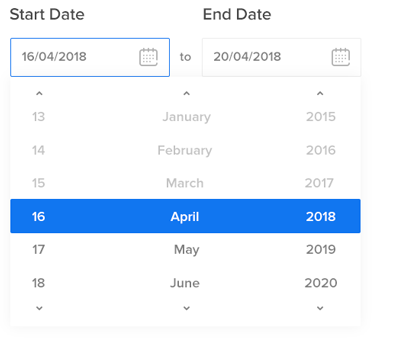 Start Date End Date
16/04/2018 to 20/04/2018
13 January 2015
14 February 2016
15 March 2017
16 April 2018
17 May 2019
18 June 2020